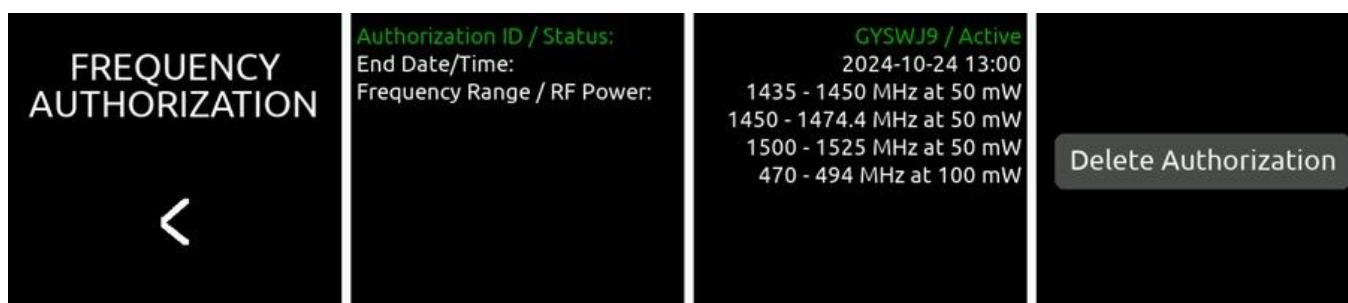 FREQUENCY
AUTHORIZATION
Authorization ID / Status:
End Date/Time:
Frequency Range / RF Power:
GYSWJ9 / Active
2024-10-24 13:00
1435 - 1450 MHz at 50 mW
1450 - 1474.4 MHz at 50 mW
1500 - 1525 MHz at 50 mW
470 - 494 MHz at 100 mW
Delete Authorization